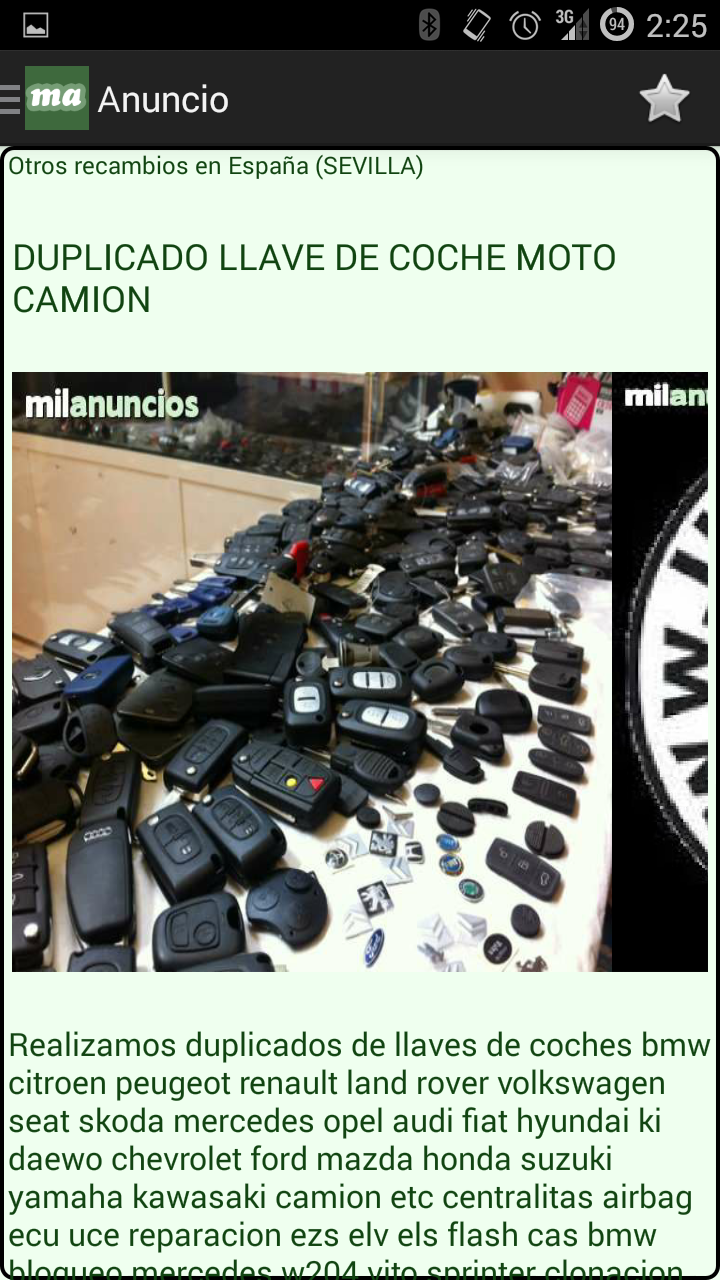 94
3G
2:25
ma
Anuncio
Otros recambios en España (SEVILLA)
DUPLICADO LLAVE DE COCHE MOTO
CAMION
milanuncios
milan
Ford
Realizamos duplicados de llaves de coches bmw
citroen peugeot renault land rover volkswagen
seat skoda mercedes opel audi fiat hyundai ki
daewo chevrolet ford mazda honda suzuki
yamaha kawasaki camion etc centralitas airbag
ecu uce reparacion ezs elv els flash cas bmw
bloqueo mercedes w204 vito sprinter clonacion